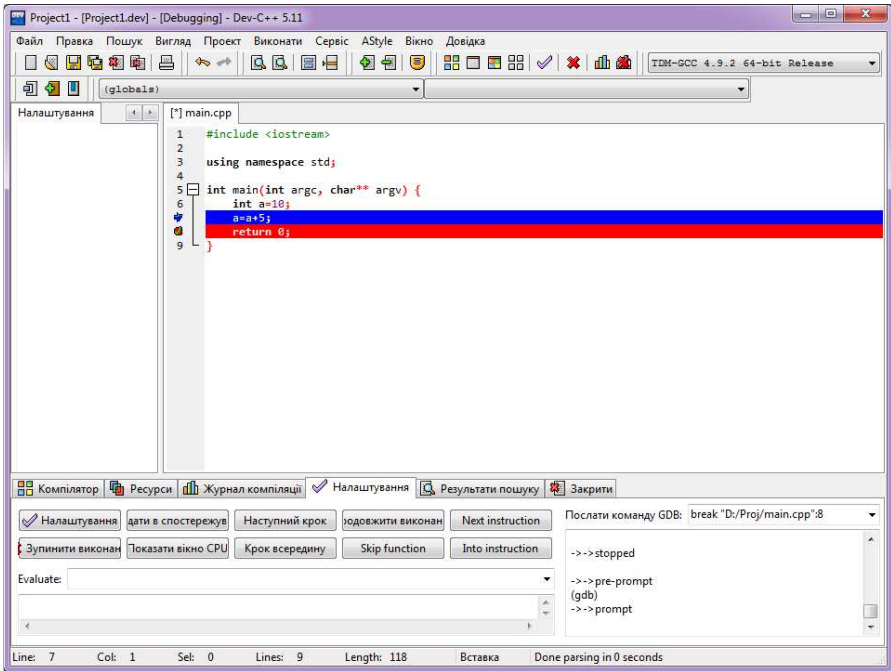 Project1 - [Project1.dev] - [Debugging] - Dev-C++ 5.11
Файл Правка Пошук Вигляд Проект Виконати Сервіс AStyle Вікно Довідка
TDM-GCC 4.9.2 64-bit Release
(globals)
Налаштування
[*] main.cpp
1 #include <iostream>
2
3 using namespace std;
4
5 int main(int argc, char** argv) {
6 int a=10;
a=a+5;
return 0;
9 }
Компілятор Ресурси Журнал компіляції Налаштування Результати пошуку Закрити
Налаштування дати в спостережув Наступний крок родовжити виконан Next instruction
Зупинити виконан Показати вікно CPU Крок всередину Skip function Into instruction
Evaluate:
Послати команду GDB: break "D:/Proj/main.cpp":8
->->stopped
->->pre-prompt
(gdb)
->->prompt
Line: 7 Col: 1 Sel: 0 Lines: 9 Length: 118 Вставка Done parsing in 0 seconds